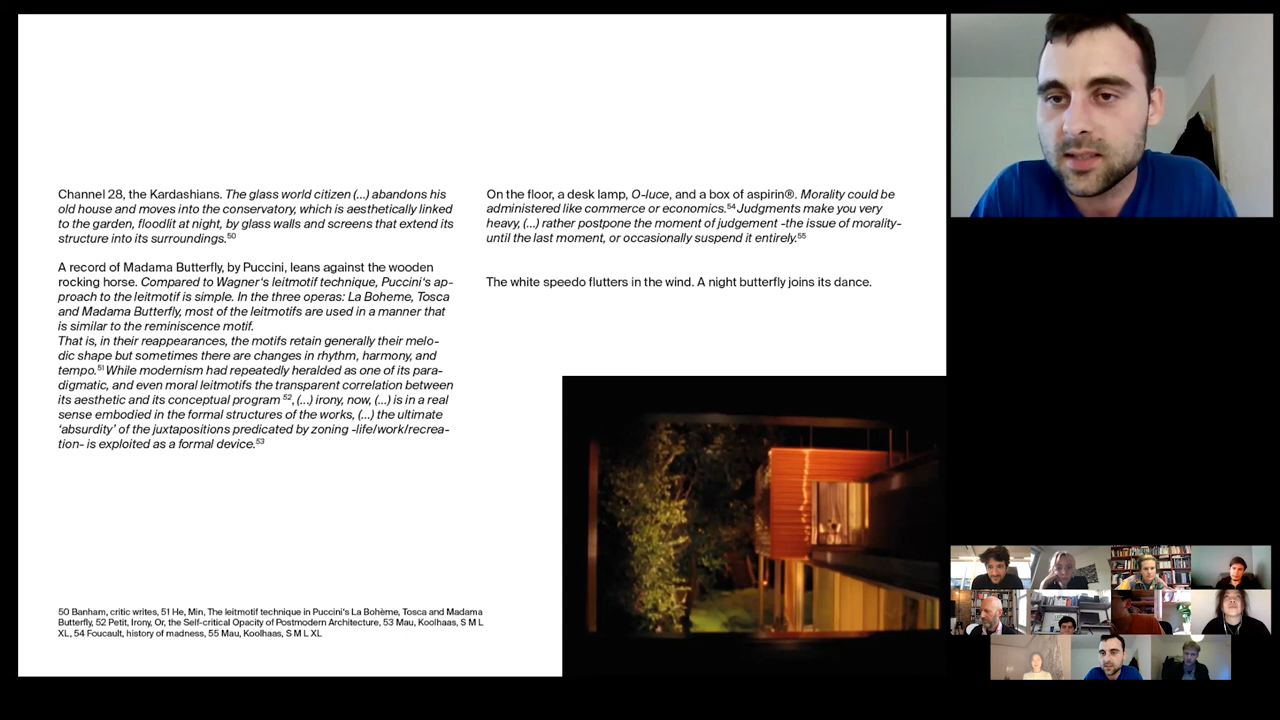 Channel 28, the Kardashians. The glass world citizen (...) abandons his
old house and moves into the conservatory, which is aesthetically linked
to the garden, floodlit at night, by glass walls and screens that extend its
structure into its surroundings.50
A record of Madama Butterfly, by Puccini, leans against the wooden
rocking horse. Compared to Wagner's leitmotif technique, Puccini's ap-
proach to the leitmotif is simple. In the three operas: La Boheme, Tosca
and Madama Butterfly, most of the leitmotifs are used in a manner that
is similar to the reminiscence motif.
That is, in their reappearances, the motifs retain generally their melo-
dic shape but sometimes there are changes in rhythm, harmony, and
tempo.51 While modernism had repeatedly heralded as one of its para-
digmatic, and even moral leitmotifs the transparent correlation between
its aesthetic and its conceptual program 52, (...) irony, now, (...) is in a real
sense embodied in the formal structures of the works, (...) the ultimate
'absurdity' of the juxtapositions predicated by zoning -life/work/recrea-
tion- is exploited as a formal device.53
On the floor, a desk lamp, O-luce, and a box of aspirin®. Morality could be
administered like commerce or economics.54 Judgments make you very
heavy, (...) rather postpone the moment of judgement -the issue of morality-
until the last moment, or occasionally suspend it entirely.55
The white speedo flutters in the wind. A night butterfly joins its dance.
50 Banham, critic writes, 51 He, Min, The leitmotif technique in Puccini's La Bohème, Tosca and Madama
Butterfly, 52 Petit, Irony, Or, the Self-critical Opacity of Postmodern Architecture, 53 Mau, Koolhaas, S M L
XL, 54 Foucault, history of madness, 55 Mau, Koolhaas, S M L XL